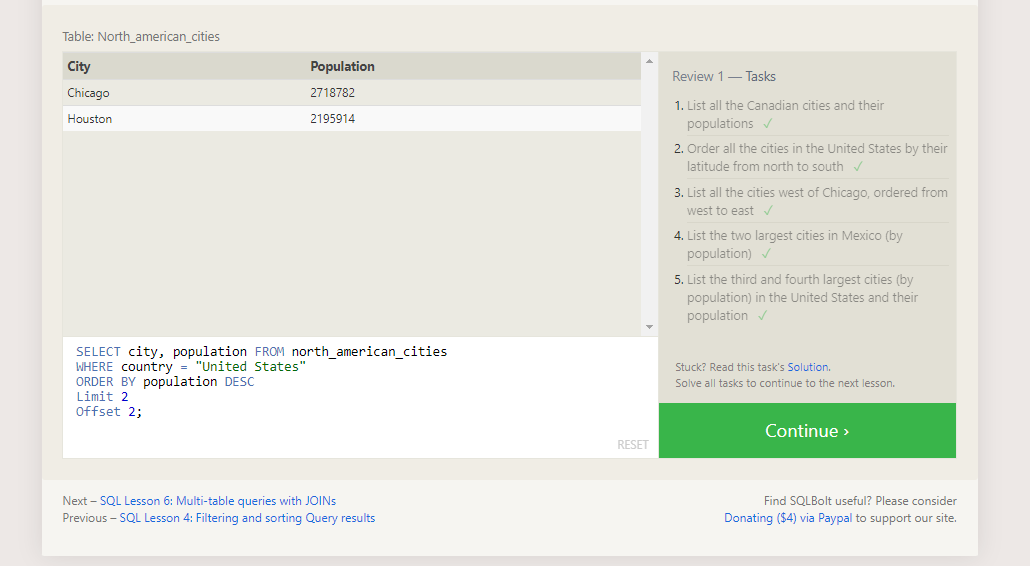 Table: North_american_cities
City Population
Chicago 2718782
Houston 2195914
SELECT city, population FROM north_american_cities
WHERE country = "United States"
ORDER BY population DESC
Limit 2
Offset 2;
RESET
Review 1 — Tasks
1. List all the Canadian cities and their
populations ✓
2. Order all the cities in the United States by their
latitude from north to south ✓
3. List all the cities west of Chicago, ordered from
west to east ✓
4. List the two largest cities in Mexico (by
population) ✓
5. List the third and fourth largest cities (by
population) in the United States and their
population ✓
Stuck? Read this task's Solution.
Solve all tasks to continue to the next lesson.
Continue ›
Next – SQL Lesson 6: Multi-table queries with JOINs
Previous – SQL Lesson 4: Filtering and sorting Query results
Find SQLBolt useful? Please consider
Donating ($4) via Paypal to support our site.